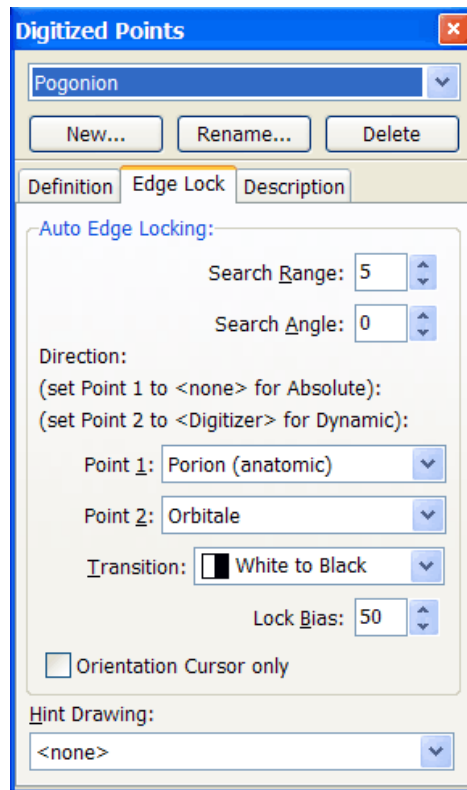 Digitized Points
Pogonion
New... Rename... Delete
Definition Edge Lock Description
Auto Edge Locking:
Search Range: 5
Search Angle: 0
Direction:
(set Point 1 to <none> for Absolute):
(set Point 2 to <Digitizer> for Dynamic):
Point 1: Porion (anatomic)
Point 2: Orbitale
Transition: White to Black
Lock Bias: 50
Orientation Cursor only
Hint Drawing:
<none>